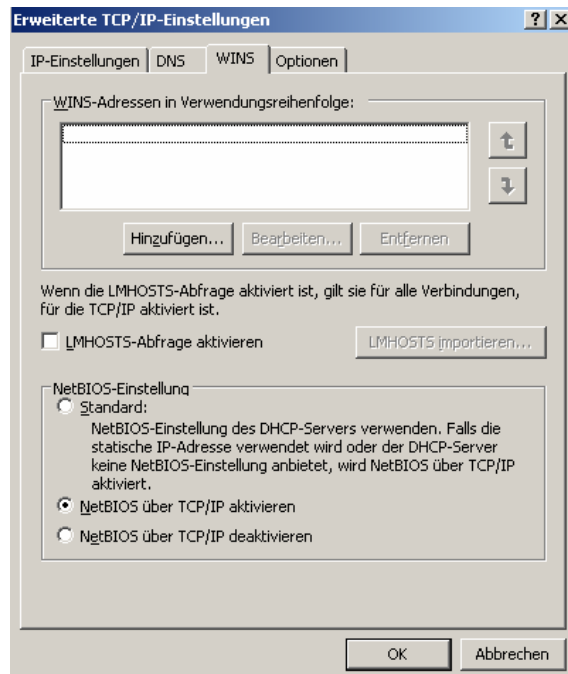 Erweiterte TCP/IP-Einstellungen
IP-Einstellungen DNS WINS Optionen
WINS-Adressen in Verwendungsreihenfolge:
Hinzufügen... Bearbeiten... Entfernen
Wenn die LMHOSTS-Abfrage aktiviert ist, gilt sie für alle Verbindungen,
für die TCP/IP aktiviert ist.
LMHOSTS-Abfrage aktivieren LMHOSTS importieren...
NetBIOS-Einstellung
Standard:
NetBIOS-Einstellung des DHCP-Servers verwenden. Falls die
statische IP-Adresse verwendet wird oder der DHCP-Server
keine NetBIOS-Einstellung anbietet, wird NetBIOS über TCP/IP
aktiviert.
NetBIOS über TCP/IP aktivieren
NetBIOS über TCP/IP deaktivieren
OK Abbrechen